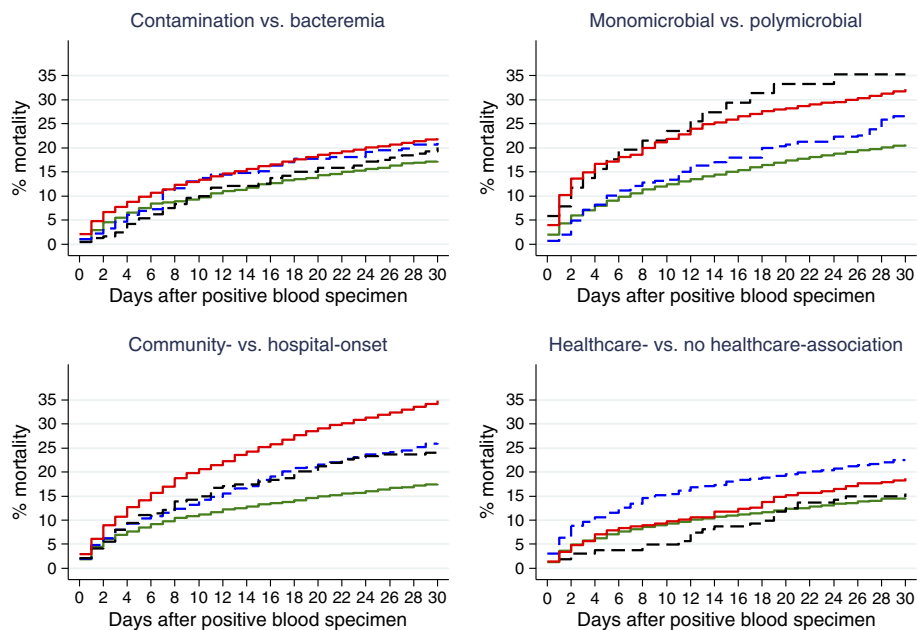 Contamination vs. bacteremia
% mortality
35
30
25
20
15
10
5
0
0 2 4 6 8 10 12 14 16 18 20 22 24 26 28 30
Days after positive blood specimen
Monomicrobial vs. polymicrobial
% mortality
35
30
25
20
15
10
5
0
0 2 4 6 8 10 12 14 16 18 20 22 24 26 28 30
Days after positive blood specimen
Community- vs. hospital-onset
% mortality
35
30
25
20
15
10
5
0
0 2 4 6 8 10 12 14 16 18 20 22 24 26 28 30
Days after positive blood specimen
Healthcare- vs. no healthcare-association
% mortality
35
30
25
20
15
10
5
0
0 2 4 6 8 10 12 14 16 18 20 22 24 26 28 30
Days after positive blood specimen